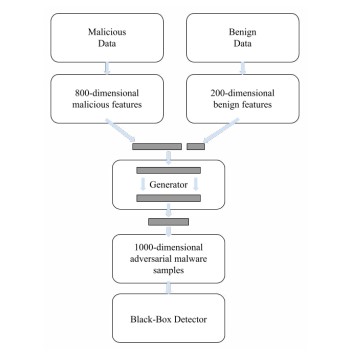 Malicious
Data
Benign
Data
800-dimensional
malicious features
200-dimensional
benign features
Generator
1000-dimensional
adversarial malware
samples
Black-Box Detector